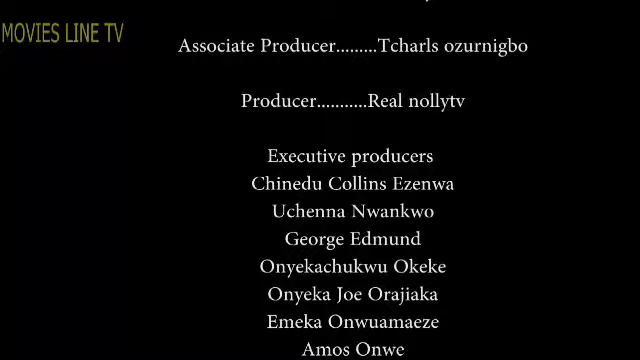 MOVIES LINE TV
Associate Producer.........Tcharls ozurnigbo
Producer...........Real nollytv
Executive producers
Chinedu Collins Ezenwa
Uchenna Nwankwo
George Edmund
Onyekachukwu Okeke
Onyeka Joe Orajiaka
Emeka Onwuamaeze
Amos Onwe